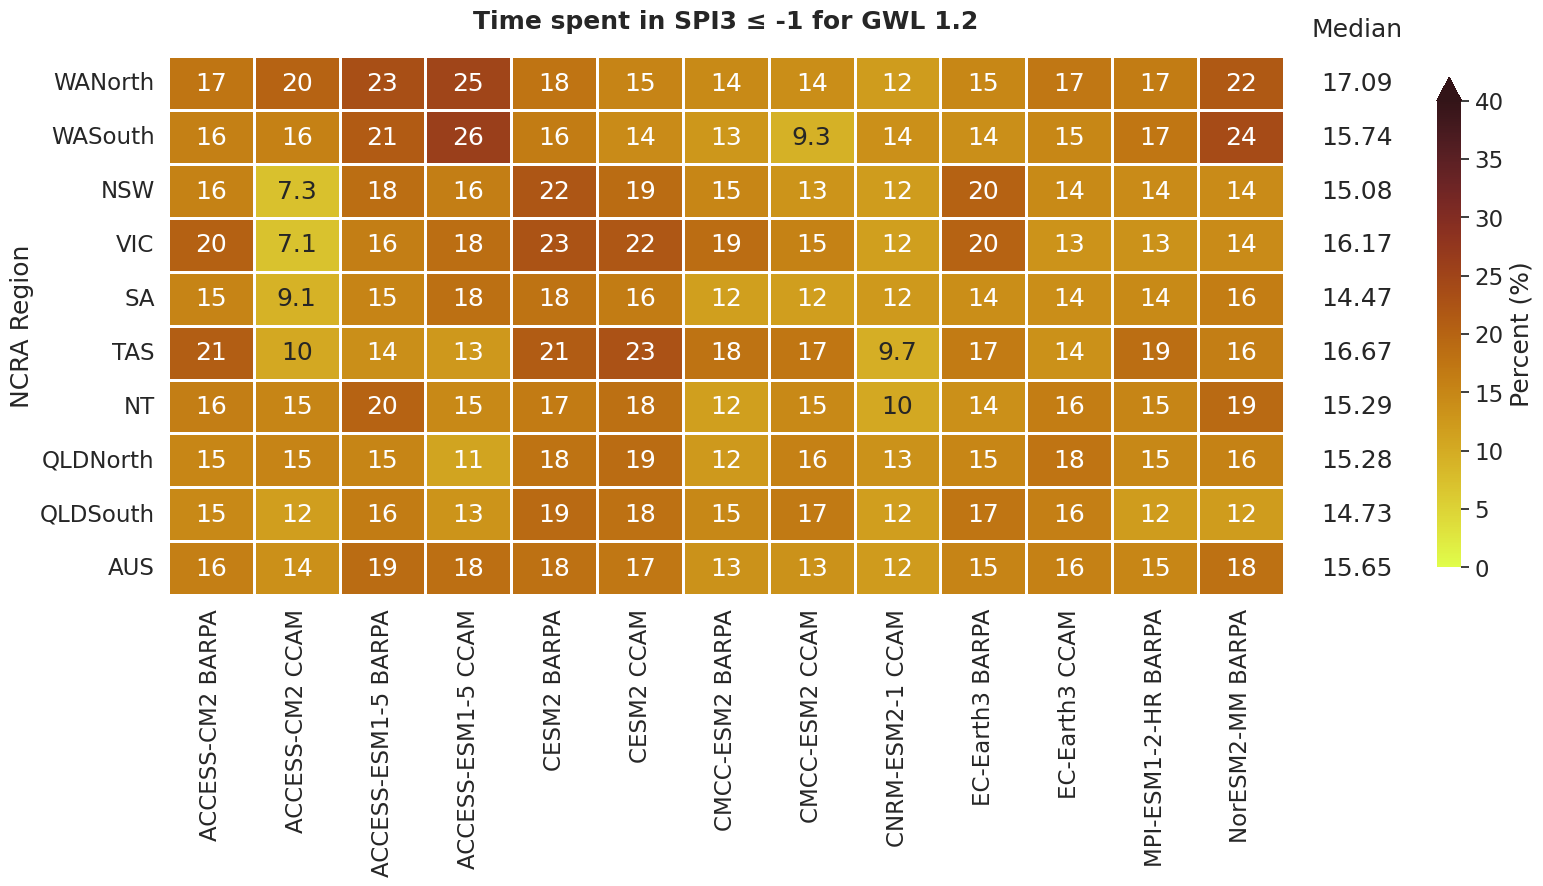 Time spent in SPI3 ≤ -1 for GWL 1.2
Median
NCRA Region
WANorth 17 20 23 25 18 15 14 14 12 15 17 17 22 17.09
WASouth 16 16 21 26 16 14 13 9.3 14 14 15 17 24 15.74
NSW 16 7.3 18 16 22 19 15 13 12 20 14 14 14 15.08
VIC 20 7.1 16 18 23 22 19 15 12 20 13 13 14 16.17
SA 15 9.1 15 18 18 16 12 12 12 14 14 14 16 14.47
TAS 21 10 14 13 21 23 18 17 9.7 17 14 19 16 16.67
NT 16 15 20 15 17 18 12 15 10 14 16 15 19 15.29
QLDNorth 15 15 15 11 18 19 12 16 13 15 18 15 16 15.28
QLDSouth 15 12 16 13 19 18 15 17 12 17 16 12 12 14.73
AUS 16 14 19 18 18 17 13 13 12 15 16 15 18 15.65
ACCESS-CM2 BARPA
ACCESS-CM2 CCAM
ACCESS-ESM1-5 BARPA
ACCESS-ESM1-5 CCAM
CESM2 BARPA
CESM2 CCAM
CMCC-ESM2 BARPA
CMCC-ESM2 CCAM
CNRM-ESM2-1 CCAM
EC-Earth3 BARPA
EC-Earth3 CCAM
MPI-ESM1-2-HR BARPA
NorESM2-MM BARPA
40
35
30
25
20
15
10
5
0
Percent (%)